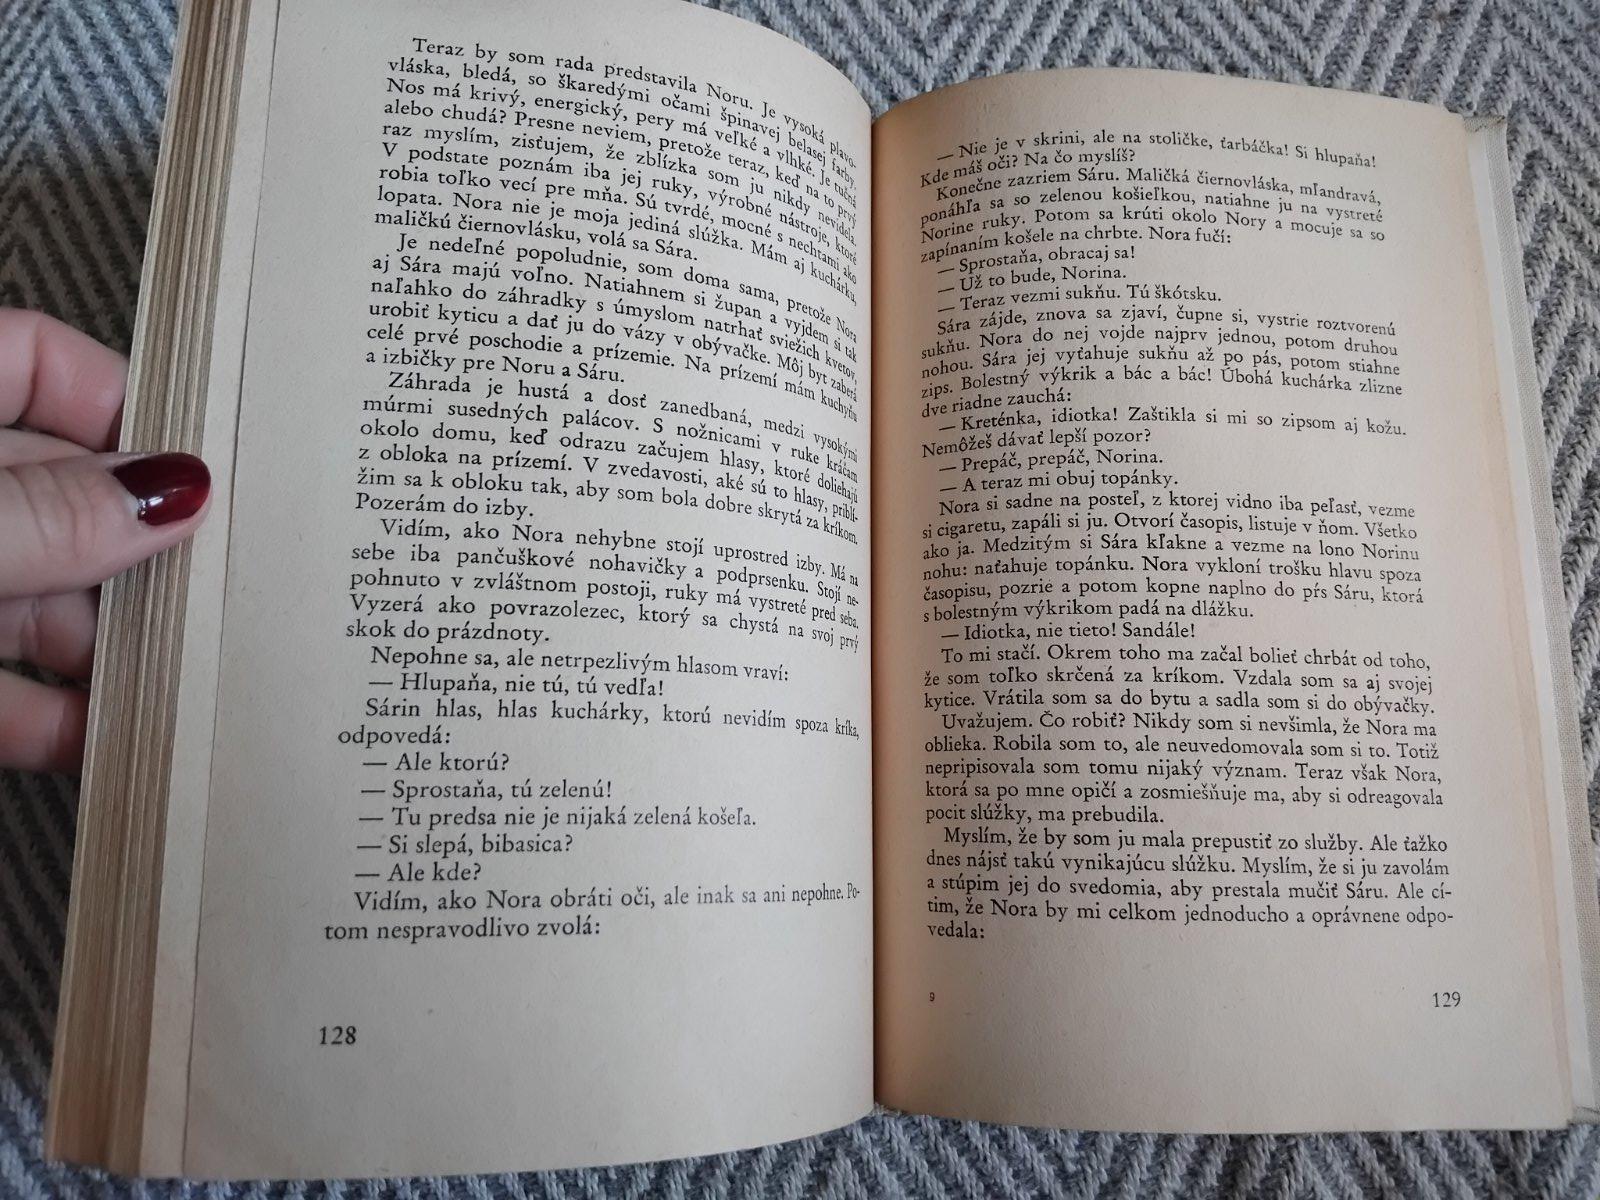 Teraz by som rada predstavila Noru. Je vysoká plavo-
vláska, bledá, so škaredými očami špinavej belasej farby.
Nos má krivý, energický, pery má veľké a vlhké. Je tučná
alebo chudá? Presne neviem, pretože teraz, keď na to prvý
raz myslím, zisťujem, že zblízka som ju nikdy nevidela.
V podstate poznám iba jej ruky, výrobné nástroje, ktoré
robia toľko vecí pre mňa. Sú tvrdé, mocné s nechtami ako
lopata. Nora nie je moja jediná slúžka. Mám aj kuchárku,
maličkú čiernovlásku, volá sa Sára.
Je nedeľné popoludnie, som doma sama, pretože Nora
aj Sára majú voľno. Natiahnem si župan a vyjdem si tak
naľahko do záhradky s úmyslom natrhať sviežich kvetov,
urobiť kyticu a dať ju do vázy v obývačke. Môj byt zaberá
celé prvé poschodie a prízemie. Na prízemí mám kuchyňu
a izbičky pre Noru a Sáru.
Záhrada je hustá a dosť zanedbaná, medzi vysokými
múrmi susedných palácov. S nožnicami v ruke kráčam
okolo domu, keď odrazu začujem hlasy, ktoré doliehajú
z obloka na prízemí. V zvedavosti, aké sú to hlasy, priblí-
žim sa k obloku tak, aby som bola dobre skrytá za kríkom.
Pozerám do izby.
Vidím, ako Nora nehybne stojí uprostred izby. Má na
sebe iba pančuškové nohavičky a podprsenku. Stojí ne-
pohnuto v zvláštnom postoji, ruky má vystreté pred seba.
Vyzerá ako povrazolezec, ktorý sa chystá na svoj prvý
skok do prázdnoty.
Nepohne sa, ale netrpezlivým hlasom vraví:
— Hlupaňa, nie tú, tú vedľa!
Sárin hlas, hlas kuchárky, ktorú nevidím spoza kríka,
odpovedá:
— Ale ktorú?
— Sprostaňa, tú zelenú!
— Tu predsa nie je nijaká zelená košeľa.
— Si slepá, bibasica?
— Ale kde?
Vidím, ako Nora obráti oči, ale inak sa ani nepohne. Po-
tom nespravodlivo zvolá:
128
— Nie je v skrini, ale na stoličke, ťarbáčka! Si hlupaňa!
Kde máš oči? Na čo myslíš?
Konečne zazriem Sáru. Maličká čiernovláska, mľandravá,
ponáhľa sa so zelenou košieľkou, natiahne ju na vystreté
Norine ruky. Potom sa krúti okolo Nory a mocuje sa so
zapínaním košele na chrbte. Nora fučí:
— Sprostaňa, obracaj sa!
— Už to bude, Norina.
— Teraz vezmi sukňu. Tú škótsku.
Sára zájde, znova sa zjaví, čupne si, vystrie roztvorenú
sukňu. Nora do nej vojde najprv jednou, potom druhou
nohou. Sára jej vyťahuje sukňu až po pás, potom stiahne
zips. Bolestný výkrik a bác a bác! Úbohá kuchárka zlizne
dve riadne zauchá:
— Kreténka, idiotka! Zaštikla si mi so zipsom aj kožu.
Nemôžeš dávať lepší pozor?
— Prepáč, prepáč, Norina.
— A teraz mi obuj topánky.
Nora si sadne na posteľ, z ktorej vidno iba peľasť, vezme
si cigaretu, zapáli si ju. Otvorí časopis, listuje v ňom. Všetko
ako ja. Medzitým si Sára kľakne a vezme na lono Norinu
nohu: naťahuje topánku. Nora vykloní trošku hlavu spoza
časopisu, pozrie a potom kopne naplno do pŕs Sáru, ktorá
s bolestným výkrikom padá na dlážku.
— Idiotka, nie tieto! Sandále!
To mi stačí. Okrem toho ma začal bolieť chrbát od toho,
že som toľko skrčená za kríkom. Vzdala som sa aj svojej
kytice. Vrátila som sa do bytu a sadla som si do obývačky.
Uvažujem. Čo robiť? Nikdy som si nevšimla, že Nora ma
oblieka. Robila som to, ale neuvedomovala som si to. Totiž
nepripisovala som tomu nijaký význam. Teraz však Nora,
ktorá sa po mne opičí a zosmiešňuje ma, aby si odreagovala
pocit slúžky, ma prebudila.
Myslím, že by som ju mala prepustiť zo služby. Ale ťažko
dnes nájsť takú vynikajúcu slúžku. Myslím, že si ju zavolám
a stúpim jej do svedomia, aby prestala mučiť Sáru. Ale cí-
tim, že Nora by mi celkom jednoducho a oprávnene odpo-
vedala:
9
129